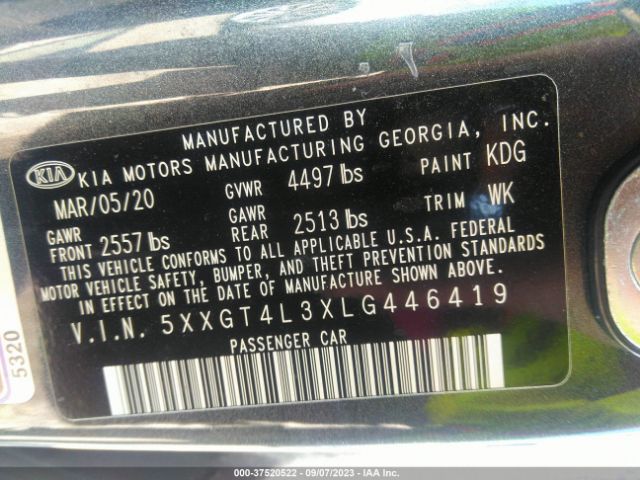 MANUFACTURED BY
KIA KIA MOTORS MANUFACTURING GEORGIA, INC.
MAR/05/20 GVWR 4497 lbs PAINT KDG
GAWR FRONT 2557 lbs GAWR REAR 2513 lbs TRIM WK
THIS VEHICLE CONFORMS TO ALL APPLICABLE U.S.A. FEDERAL
MOTOR VEHICLE SAFETY, BUMPER, AND THEFT PREVENTION STANDARDS
IN EFFECT ON THE DATE OF MANUFACTURE SHOWN ABOVE.
V.I.N. 5XXGT4L3XLG446419
PASSENGER CAR
5320
000-37520522 - 09/07/2023 - IAA Inc.